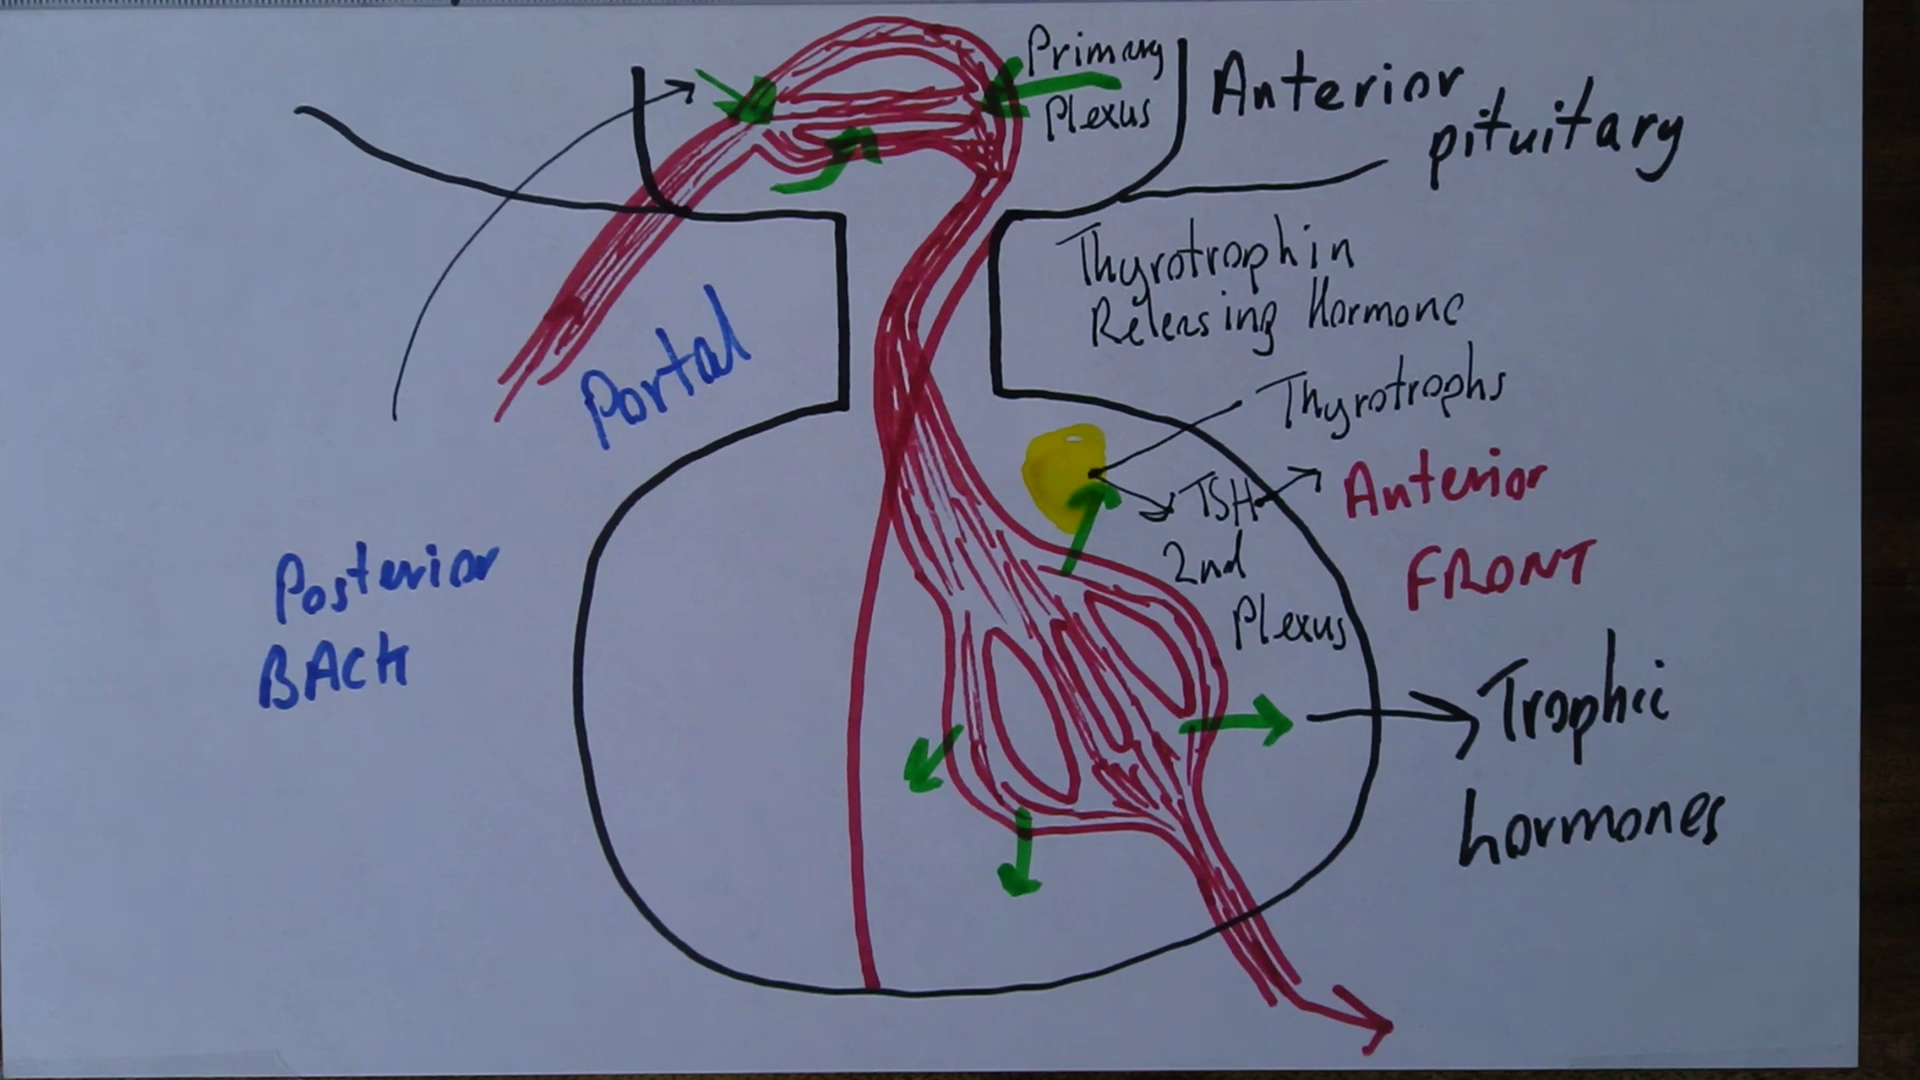 Primary
Plexus
Anterior
pituitary
Thyrotrophin
Releasing Hormone
Portal
Thyrotrophs
TSH
Anterior
FRONT
2nd
Plexus
Posterior
BACK
Trophic
hormones